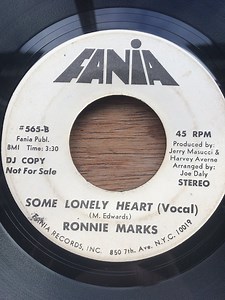 FANIA
#565-B
Fania Publ.
BMI Time: 3:30
DJ COPY
Not For Sale
45 RPM
Produced by:
Jerry Masucci &
Harvey Averne
Arranged by:
Joe Daly
STEREO
SOME LONELY HEART (Vocal)
(M. Edwards)
RONNIE MARKS
FANIA RECORDS, INC. 850 7th Ave. N.Y.C. 10019